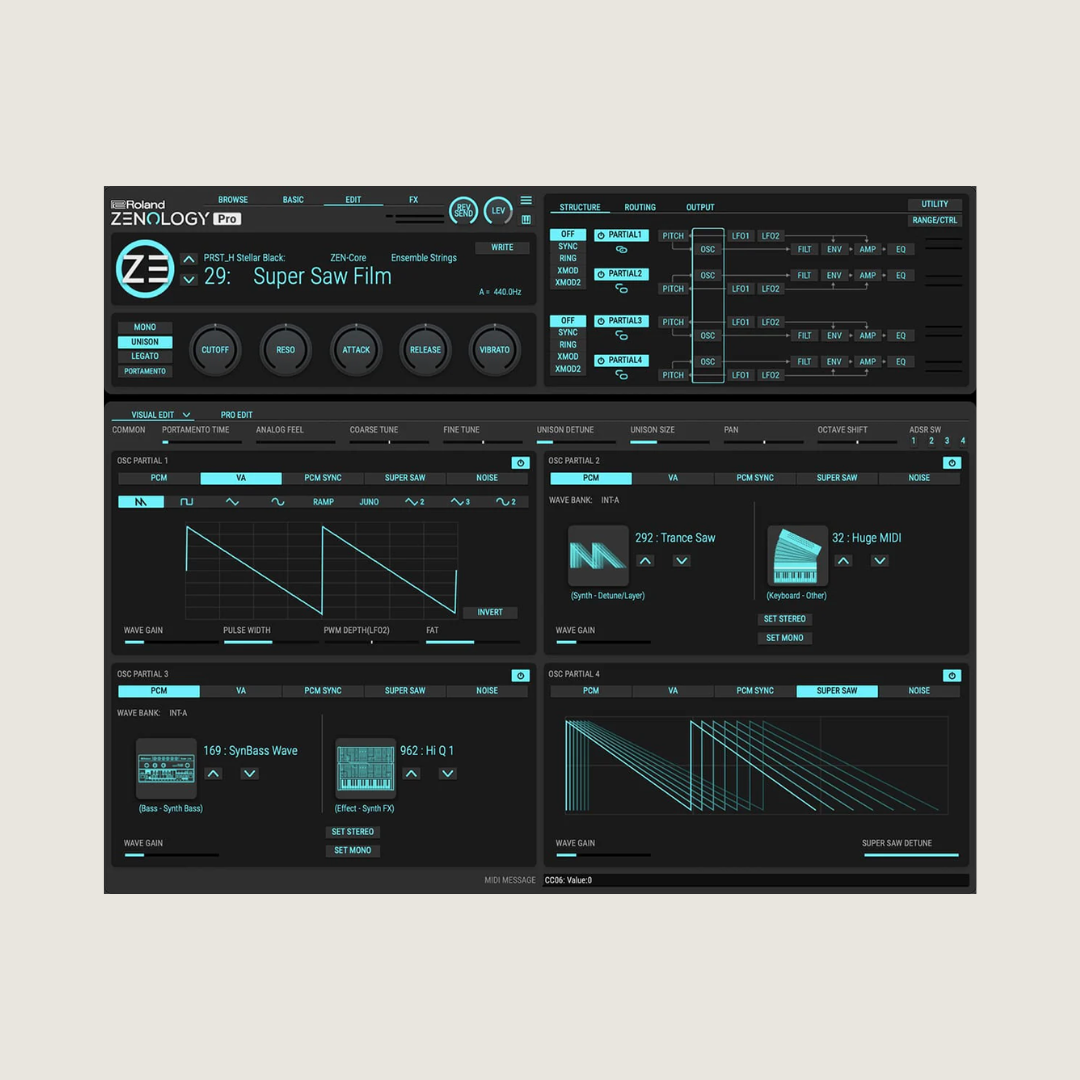 Roland
ZENOLOGY Pro
BROWSE BASIC EDIT FX
REV SEND LEV
WRITE
ZE
PRST_H Stellar Black: ZEN-Core Ensemble Strings
29: Super Saw Film
A = 440.0Hz
MONO
UNISON
LEGATO
PORTAMENTO
CUTOFF RESO ATTACK RELEASE VIBRATO
STRUCTURE ROUTING OUTPUT
UTILITY
RANGE/CTRL
OFF
SYNC
RING
XMOD
XMOD2
PARTIAL1 PITCH LFO1 LFO2
OSC FILT ENV AMP EQ
PARTIAL2 OSC FILT ENV AMP EQ
PITCH LFO1 LFO2
OFF
SYNC
RING
XMOD
XMOD2
PARTIAL3 PITCH LFO1 LFO2
OSC FILT ENV AMP EQ
PARTIAL4 OSC FILT ENV AMP EQ
PITCH LFO1 LFO2
VISUAL EDIT PRO EDIT
COMMON PORTAMENTO TIME ANALOG FEEL COARSE TUNE FINE TUNE UNISON DETUNE UNISON SIZE PAN OCTAVE SHIFT ADSR SW
1 2 3 4
OSC PARTIAL 1
PCM VA PCM SYNC SUPER SAW NOISE
RAMP JUNO 2 3 2
INVERT
WAVE GAIN PULSE WIDTH PWM DEPTH(LFO2) FAT
OSC PARTIAL 2
PCM VA PCM SYNC SUPER SAW NOISE
WAVE BANK: INT-A
292 : Trance Saw
(Synth - Detune/Layer)
32 : Huge MIDI
(Keyboard - Other)
SET STEREO
SET MONO
WAVE GAIN
OSC PARTIAL 3
PCM VA PCM SYNC SUPER SAW NOISE
WAVE BANK: INT-A
169 : SynBass Wave
(Bass - Synth Bass)
962 : Hi Q 1
(Effect - Synth FX)
SET STEREO
SET MONO
WAVE GAIN
OSC PARTIAL 4
PCM VA PCM SYNC SUPER SAW NOISE
WAVE GAIN SUPER SAW DETUNE
MIDI MESSAGE CC06: Value:0